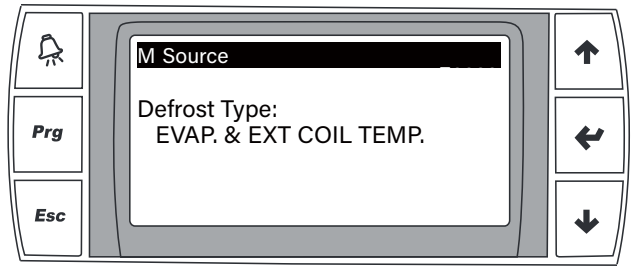 M Source
Defrost Type:
EVAP. & EXT COIL TEMP.
Prg
Esc